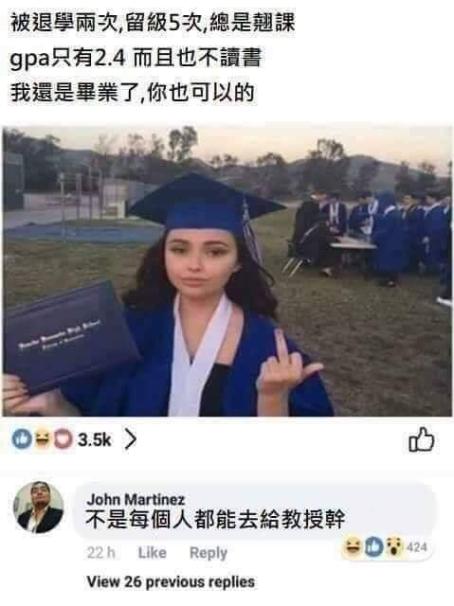 被退學兩次,留級5次,總是翹課
gpa只有2.4 而且也不讀書
我還是畢業了,你也可以的
3.5k
John Martinez
不是每個人都能去給教授幹
22 h Like Reply
424
View 26 previous replies